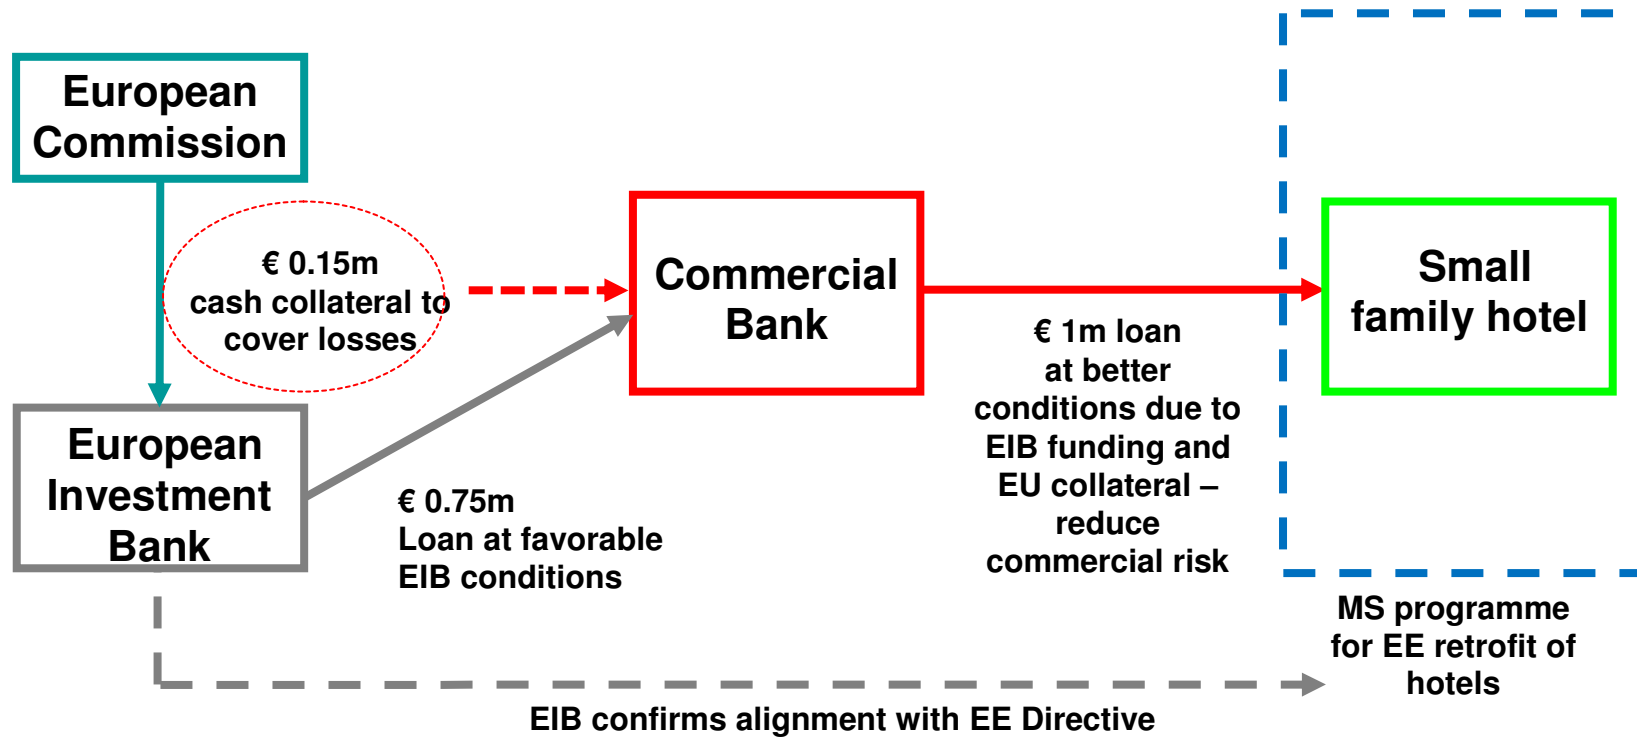 European
Commission
€ 0.15m
cash collateral to
cover losses
European
Investment
Bank
€ 0.75m
Loan at favorable
EIB conditions
Commercial
Bank
€ 1m loan
at better
conditions due to
EIB funding and
EU collateral –
reduce
commercial risk
Small
family hotel
MS programme
for EE retrofit of
hotels
EIB confirms alignment with EE Directive